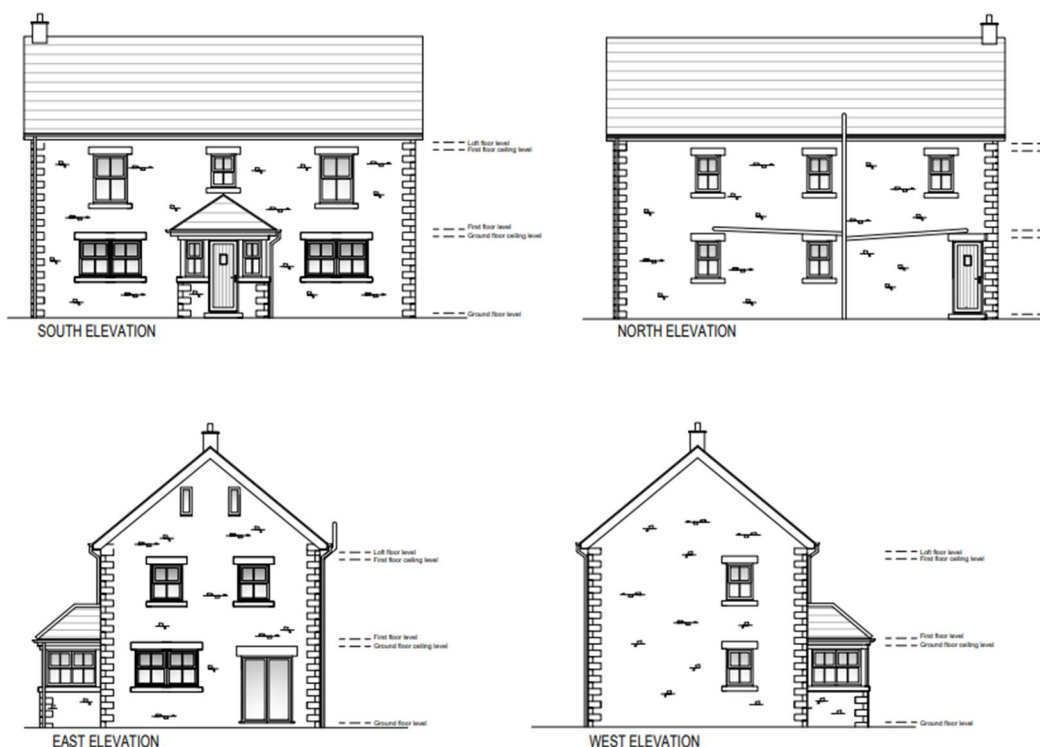 Loft floor level
First floor ceiling level
First floor level
Ground floor ceiling level
Ground floor level
SOUTH ELEVATION
NORTH ELEVATION
Loft floor level
First floor ceiling level
First floor level
Ground floor ceiling level
Ground floor level
EAST ELEVATION
Loft floor level
First floor ceiling level
First floor level
Ground floor ceiling level
Ground floor level
WEST ELEVATION